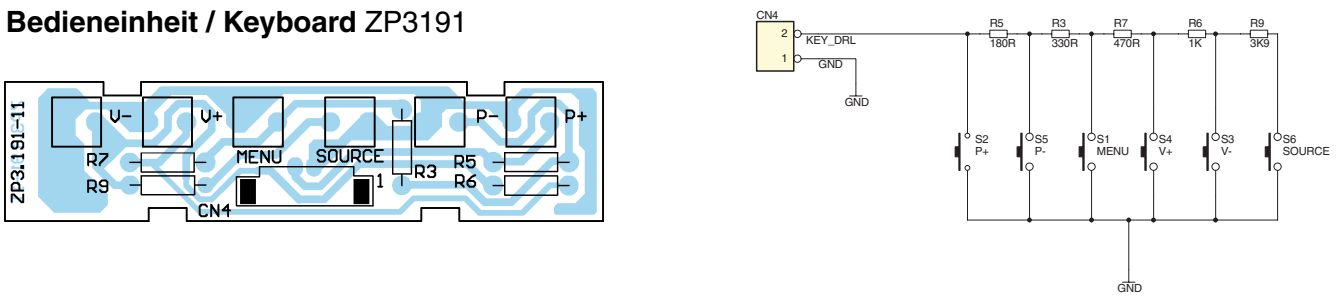 Bedieneinheit / Keyboard ZP3191
ZP3.191-11
V-
V+
P-
P+
R7
MENU
SOURCE
R3
R5
R9
1
R6
CN4
CN4
2
KEY_DRL
1
GND
GND
R5
180R
R3
330R
R7
470R
R6
1K
R9
3K9
S2
P+
S5
P-
S1
MENU
S4
V+
S3
V-
S6
SOURCE
GND